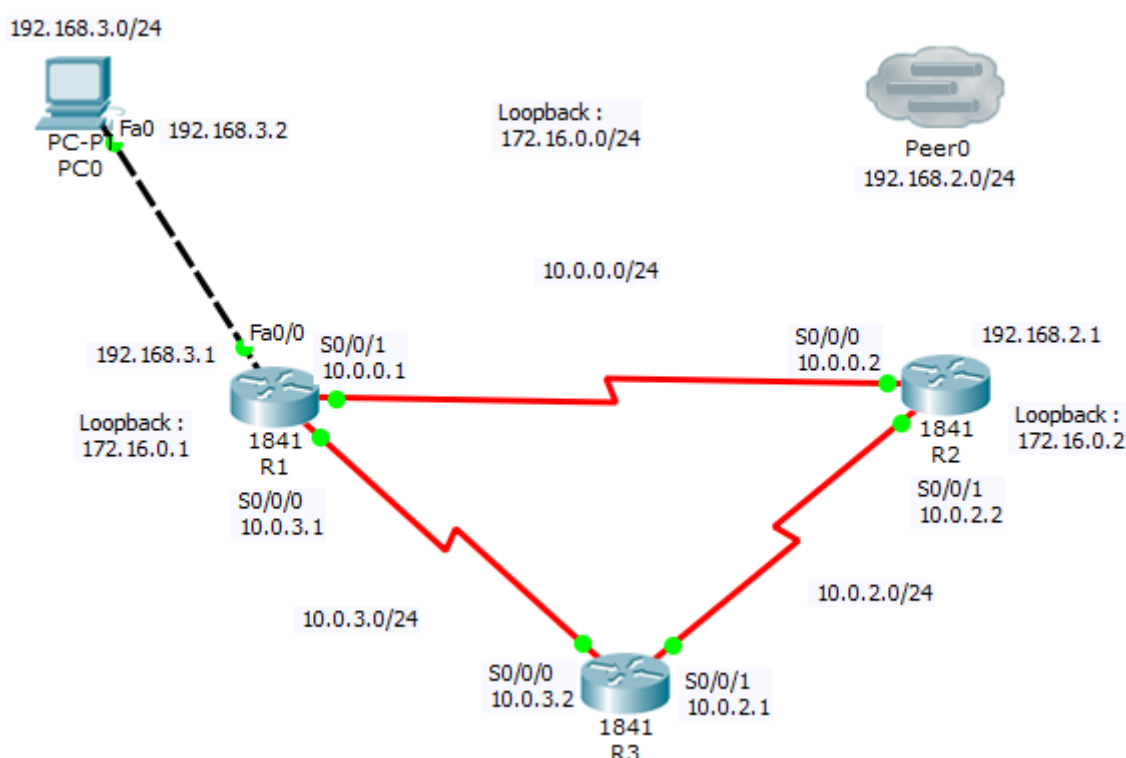 192.168.3.0/24
Fa0 192.168.3.2
PC-PT
PC0
Loopback :
172.16.0.0/24
Peer0
192.168.2.0/24
10.0.0.0/24
Fa0/0
192.168.3.1
S0/0/1
10.0.0.1
S0/0/0
10.0.0.2
192.168.2.1
Loopback :
172.16.0.1
1841
R1
1841
R2
Loopback :
172.16.0.2
S0/0/0
10.0.3.1
S0/0/1
10.0.2.2
10.0.3.0/24
10.0.2.0/24
S0/0/0
10.0.3.2
S0/0/1
10.0.2.1
1841
R3